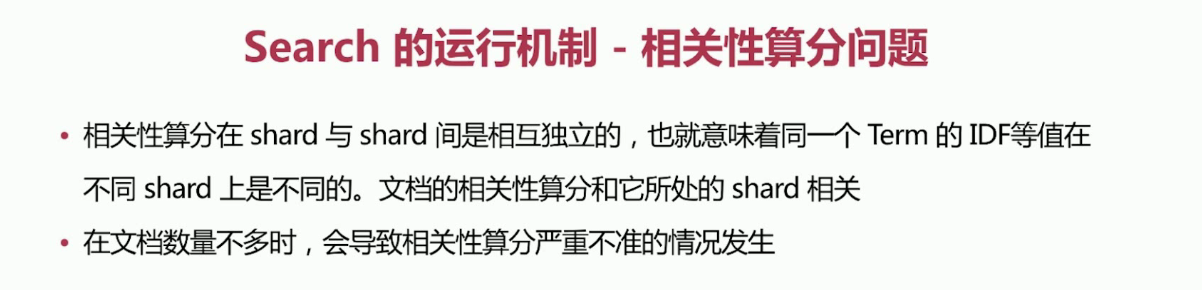 Search 的运行机制 - 相关性算分问题
• 相关性算分在 shard 与 shard 间是相互独立的，也就意味着同一个 Term 的 IDF等值在
不同 shard 上是不同的。文档的相关性算分和它所处的 shard 相关
• 在文档数量不多时，会导致相关性算分严重不准的情况发生